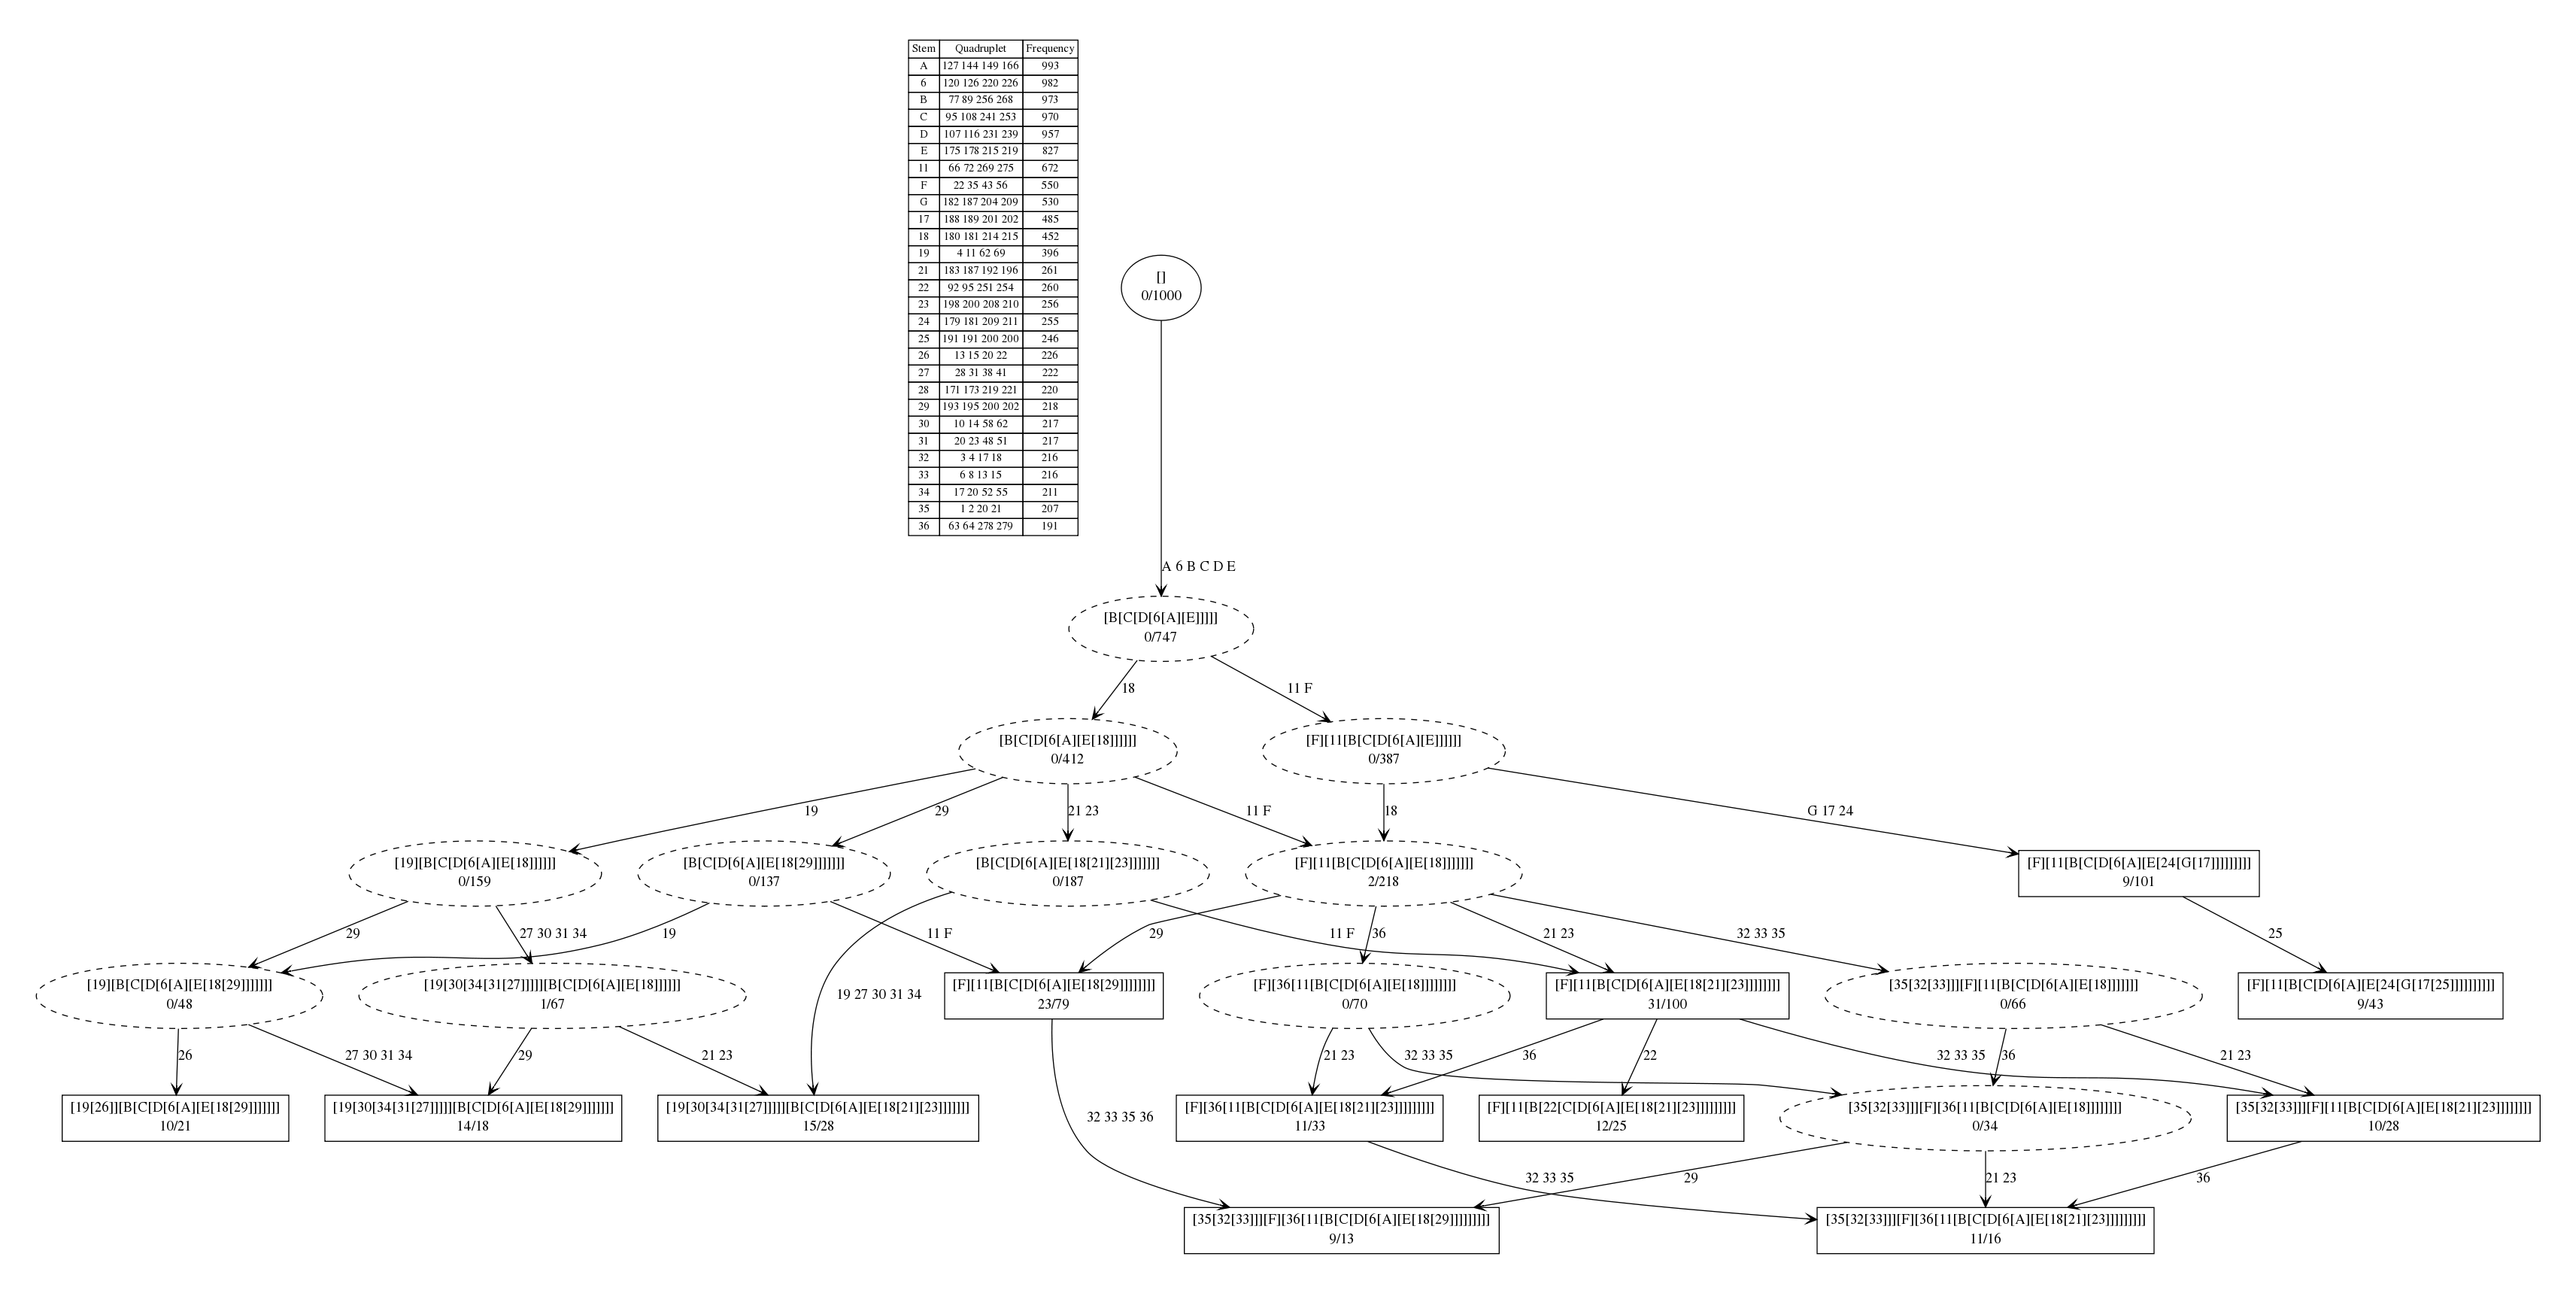 Stem Quadruplet Frequency
A 127 144 149 166 993
6 120 126 220 226 982
B 77 89 256 268 973
C 95 108 241 253 970
D 107 116 231 239 957
E 175 178 215 219 827
11 66 72 269 275 672
F 22 35 43 56 550
G 182 187 204 209 530
17 188 189 201 202 485
18 180 181 214 215 452
19 4 11 62 69 396
21 183 187 192 196 261
22 92 95 251 254 260
23 198 200 208 210 256
24 179 181 209 211 255
25 191 191 200 200 246
26 13 15 20 22 226
27 28 31 38 41 222
28 171 173 219 221 220
29 193 195 200 202 218
30 10 14 58 62 217
31 20 23 48 51 217
32 3 4 17 18 216
33 6 8 13 15 216
34 17 20 52 55 211
35 1 2 20 21 207
36 63 64 278 279 191
[]
0/1000
A 6 B C D E
[B[C[D[6[A][E]]]]]
0/747
18
11 F
[B[C[D[6[A][E[18]]]]]]
0/412
[F][11[B[C[D[6[A][E]]]]]]
0/387
19
29
21 23
11 F
18
G 17 24
[19][B[C[D[6[A][E[18]]]]]]
0/159
[B[C[D[6[A][E[18[29]]]]]]]
0/137
[B[C[D[6[A][E[18[21][23]]]]]]]
0/187
[F][11[B[C[D[6[A][E[18]]]]]]]
2/218
[F][11[B[C[D[6[A][E[24[G[17]]]]]]]]]
9/101
29
27 30 31 34
19
11 F
29
11 F
36
21 23
32 33 35
25
[19][B[C[D[6[A][E[18[29]]]]]]]
0/48
[19[30[34[31[27]]]]][B[C[D[6[A][E[18]]]]]]
1/67
19 27 30 31 34
[F][11[B[C[D[6[A][E[18[29]]]]]]]]
23/79
[F][36[11[B[C[D[6[A][E[18]]]]]]]]
0/70
[F][11[B[C[D[6[A][E[18[21][23]]]]]]]]
31/100
[35[32[33]]][F][11[B[C[D[6[A][E[18]]]]]]]
0/66
[F][11[B[C[D[6[A][E[24[G[17[25]]]]]]]]]]
9/43
26
27 30 31 34
29
21 23
21 23
32 33 35
36
22
32 33 35
36
21 23
[19[26]][B[C[D[6[A][E[18[29]]]]]]]
10/21
[19[30[34[31[27]]]]][B[C[D[6[A][E[18[29]]]]]]]
14/18
[19[30[34[31[27]]]]][B[C[D[6[A][E[18[21][23]]]]]]]
15/28
32 33 35 36
[F][36[11[B[C[D[6[A][E[18[21][23]]]]]]]]]
11/33
[F][11[B[22[C[D[6[A][E[18[21][23]]]]]]]]]
12/25
[35[32[33]]][F][36[11[B[C[D[6[A][E[18]]]]]]]]
0/34
[35[32[33]]][F][11[B[C[D[6[A][E[18[21][23]]]]]]]]
10/28
32 33 35
29
21 23
36
[35[32[33]]][F][36[11[B[C[D[6[A][E[18[29]]]]]]]]]
9/13
[35[32[33]]][F][36[11[B[C[D[6[A][E[18[21][23]]]]]]]]]
11/16